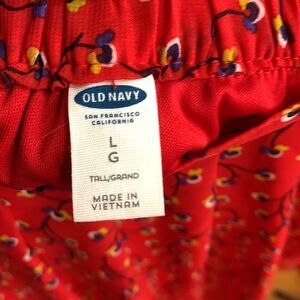 OLD NAVY
SAN FRANCISCO
CALIFORNIA
L
G
TALL/GRAND
MADE IN
VIETNAM